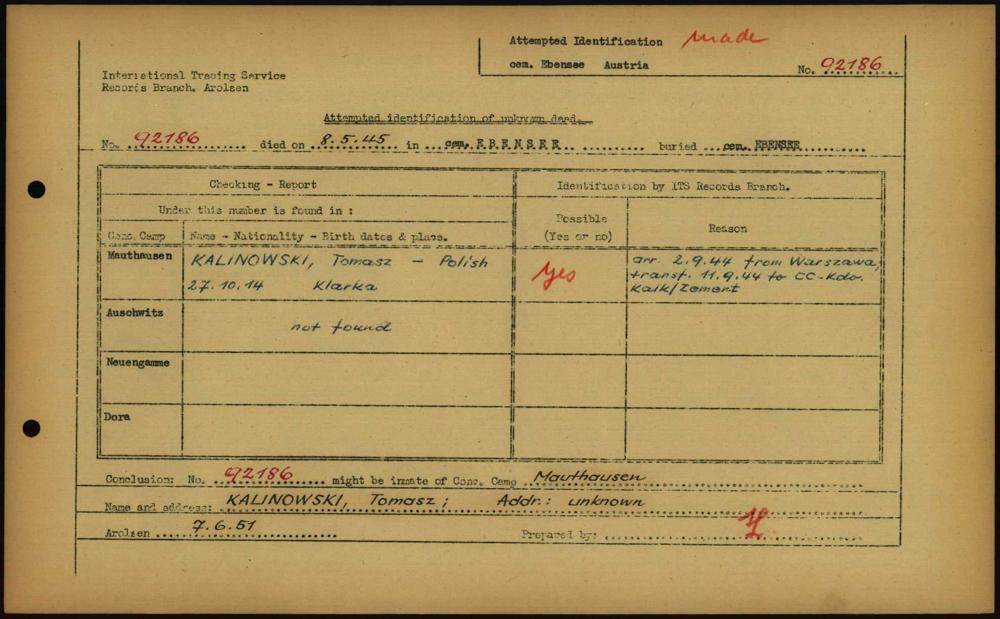 Attempted Identification made
cem. Ebensee Austria
No. 92186
International Tracing Service
Records Branch. Arolsen
Attempted identification of unknown dead.
No. 92186 died on 8.5.45 in cem. EBENSEE buried cem. EBENSEE
Checking - Report
Identification by ITS Records Branch.
Under this number is found in :
Possible
(Yes or no)
Reason
Conc. Camp
Name - Nationality - Birth dates & place.
Mauthausen
KALINOWSKI, Tomasz - Polish
27.10.14 Klarka
yes
arr. 2.9.44 from Warszawa,
transf. 11.9.44 to CC-Kdo.
Kalk/Zement
Auschwitz
not found
Neuengamme
Dora
Conclusion: No. 92186 might be inmate of Conc. Camp Mauthausen
Name and address: KALINOWSKI, Tomasz ; Addr.: unknown
Arolsen 7.6.51 Prepared by: